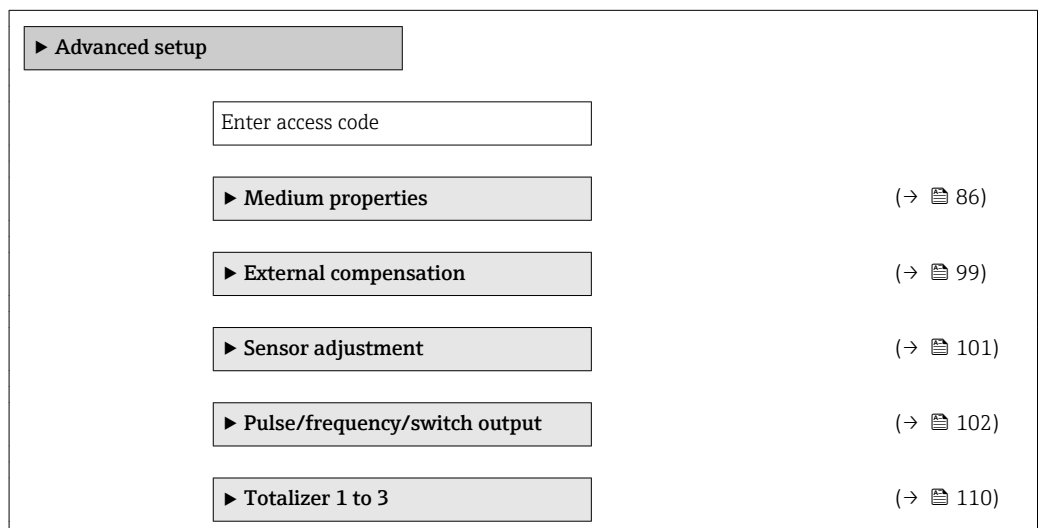 ▶ Advanced setup
Enter access code
▶ Medium properties (→ 86)
▶ External compensation (→ 99)
▶ Sensor adjustment (→ 101)
▶ Pulse/frequency/switch output (→ 102)
▶ Totalizer 1 to 3 (→ 110)